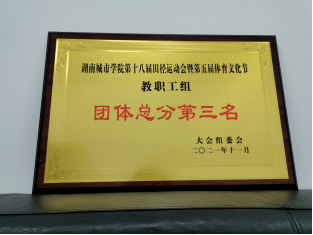 湖南城市学院第十八届田径运动会暨第五届体育文化节
教职工组
团体总分第三名
大会组委会
二〇二一年十一月